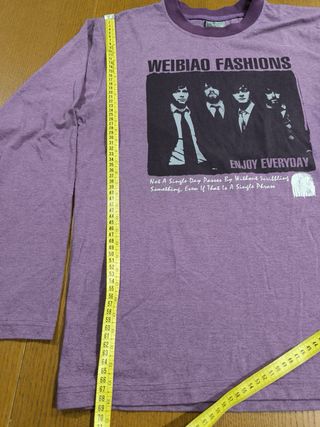 WEIBIAO FASHIONS
ENJOY EVERYDAY
Not A Single Day Passes By Without Scribbling
Something, Even If That Is A Single Phrase